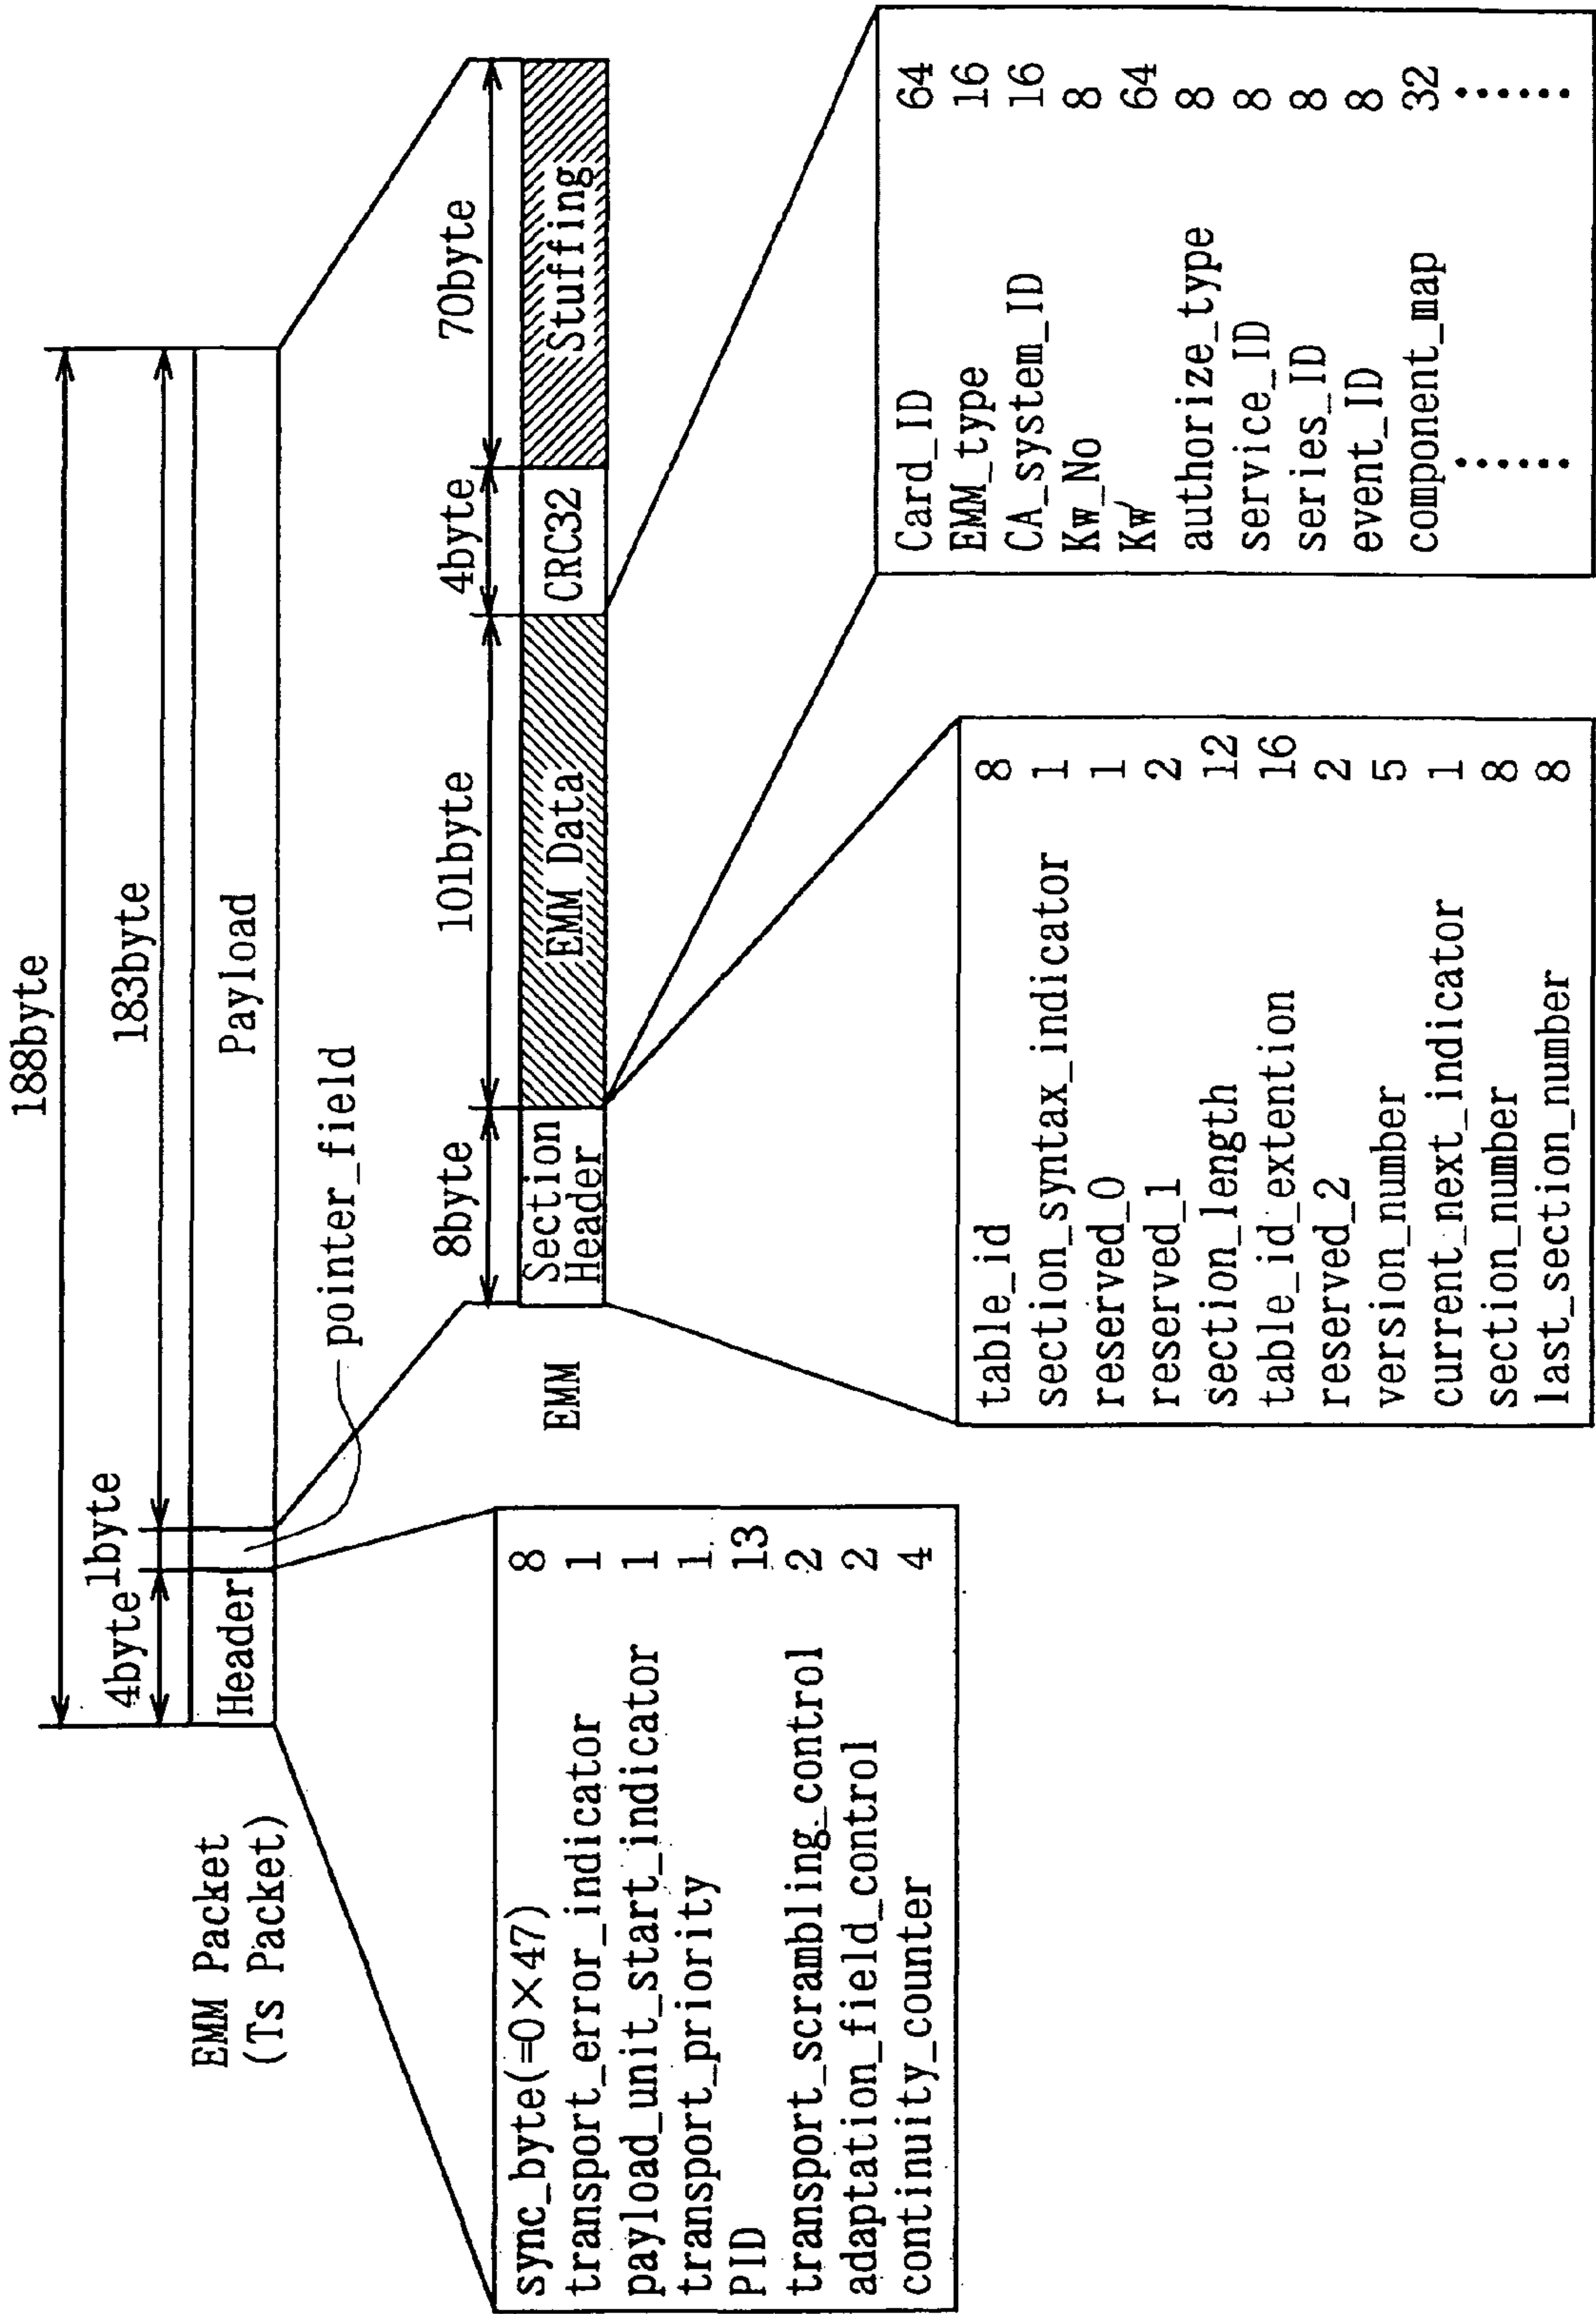 188byte
4byte 1byte 183byte
EMM Packet
(Ts Packet)
Header Payload
pointer_field
8byte 101byte 4byte 70byte
EMM
Section
Header
EMM Data
CRC32
Stuffing
sync_byte(=0×47) 8
transport_error_indicator 1
payload_unit_start_indicator 1
transport_priority 1
PID 13
transport_scrambling_control 2
adaptation_field_control 2
continuity_counter 4
table_id 8
section_syntax_indicator 1
reserved_0 1
reserved_1 2
section_length 12
table_id_extention 16
reserved_2 2
version_number 5
current_next_indicator 1
section_number 8
last_section_number 8
Card_ID 64
EMM_type 16
CA_system_ID 16
Kw_No 8
Kw 64
authorize_type 8
service_ID 8
series_ID 8
event_ID 8
component_map 32
...... ......